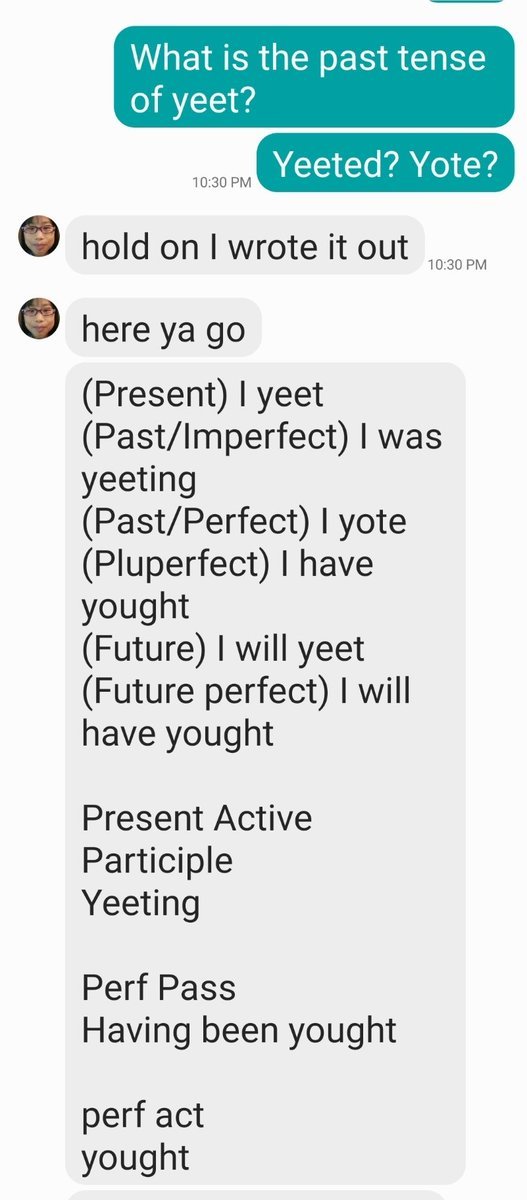 What is the past tense
of yeet?
Yeeted? Yote?
10:30 PM
hold on I wrote it out
10:30 PM
here ya go
(Present) I yeet
(Past/Imperfect) I was
yeeting
(Past/Perfect) I yote
(Pluperfect) I have
yought
(Future) I will yeet
(Future perfect) I will
have yought
Present Active
Participle
Yeeting
Perf Pass
Having been yought
perf act
yought